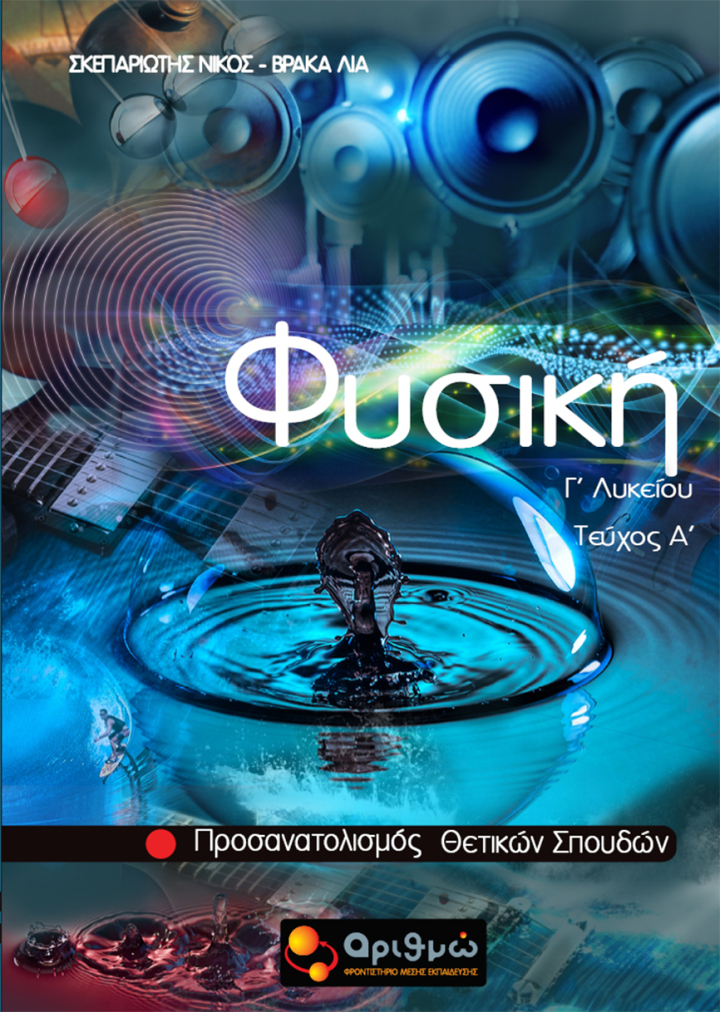 ΣΚΕΠΑΡΙΩΤΗΣ ΝΙΚΟΣ - ΒΡΑΚΑ ΛΙΑ
Φυσική
Γ' Λυκείου
Τεύχος Α'
Προσανατολισμός Θετικών Σπουδών
αριθμώ
ΦΡΟΝΤΙΣΤΗΡΙΟ ΜΕΣΗΣ ΕΚΠΑΙΔΕΥΣΗΣ